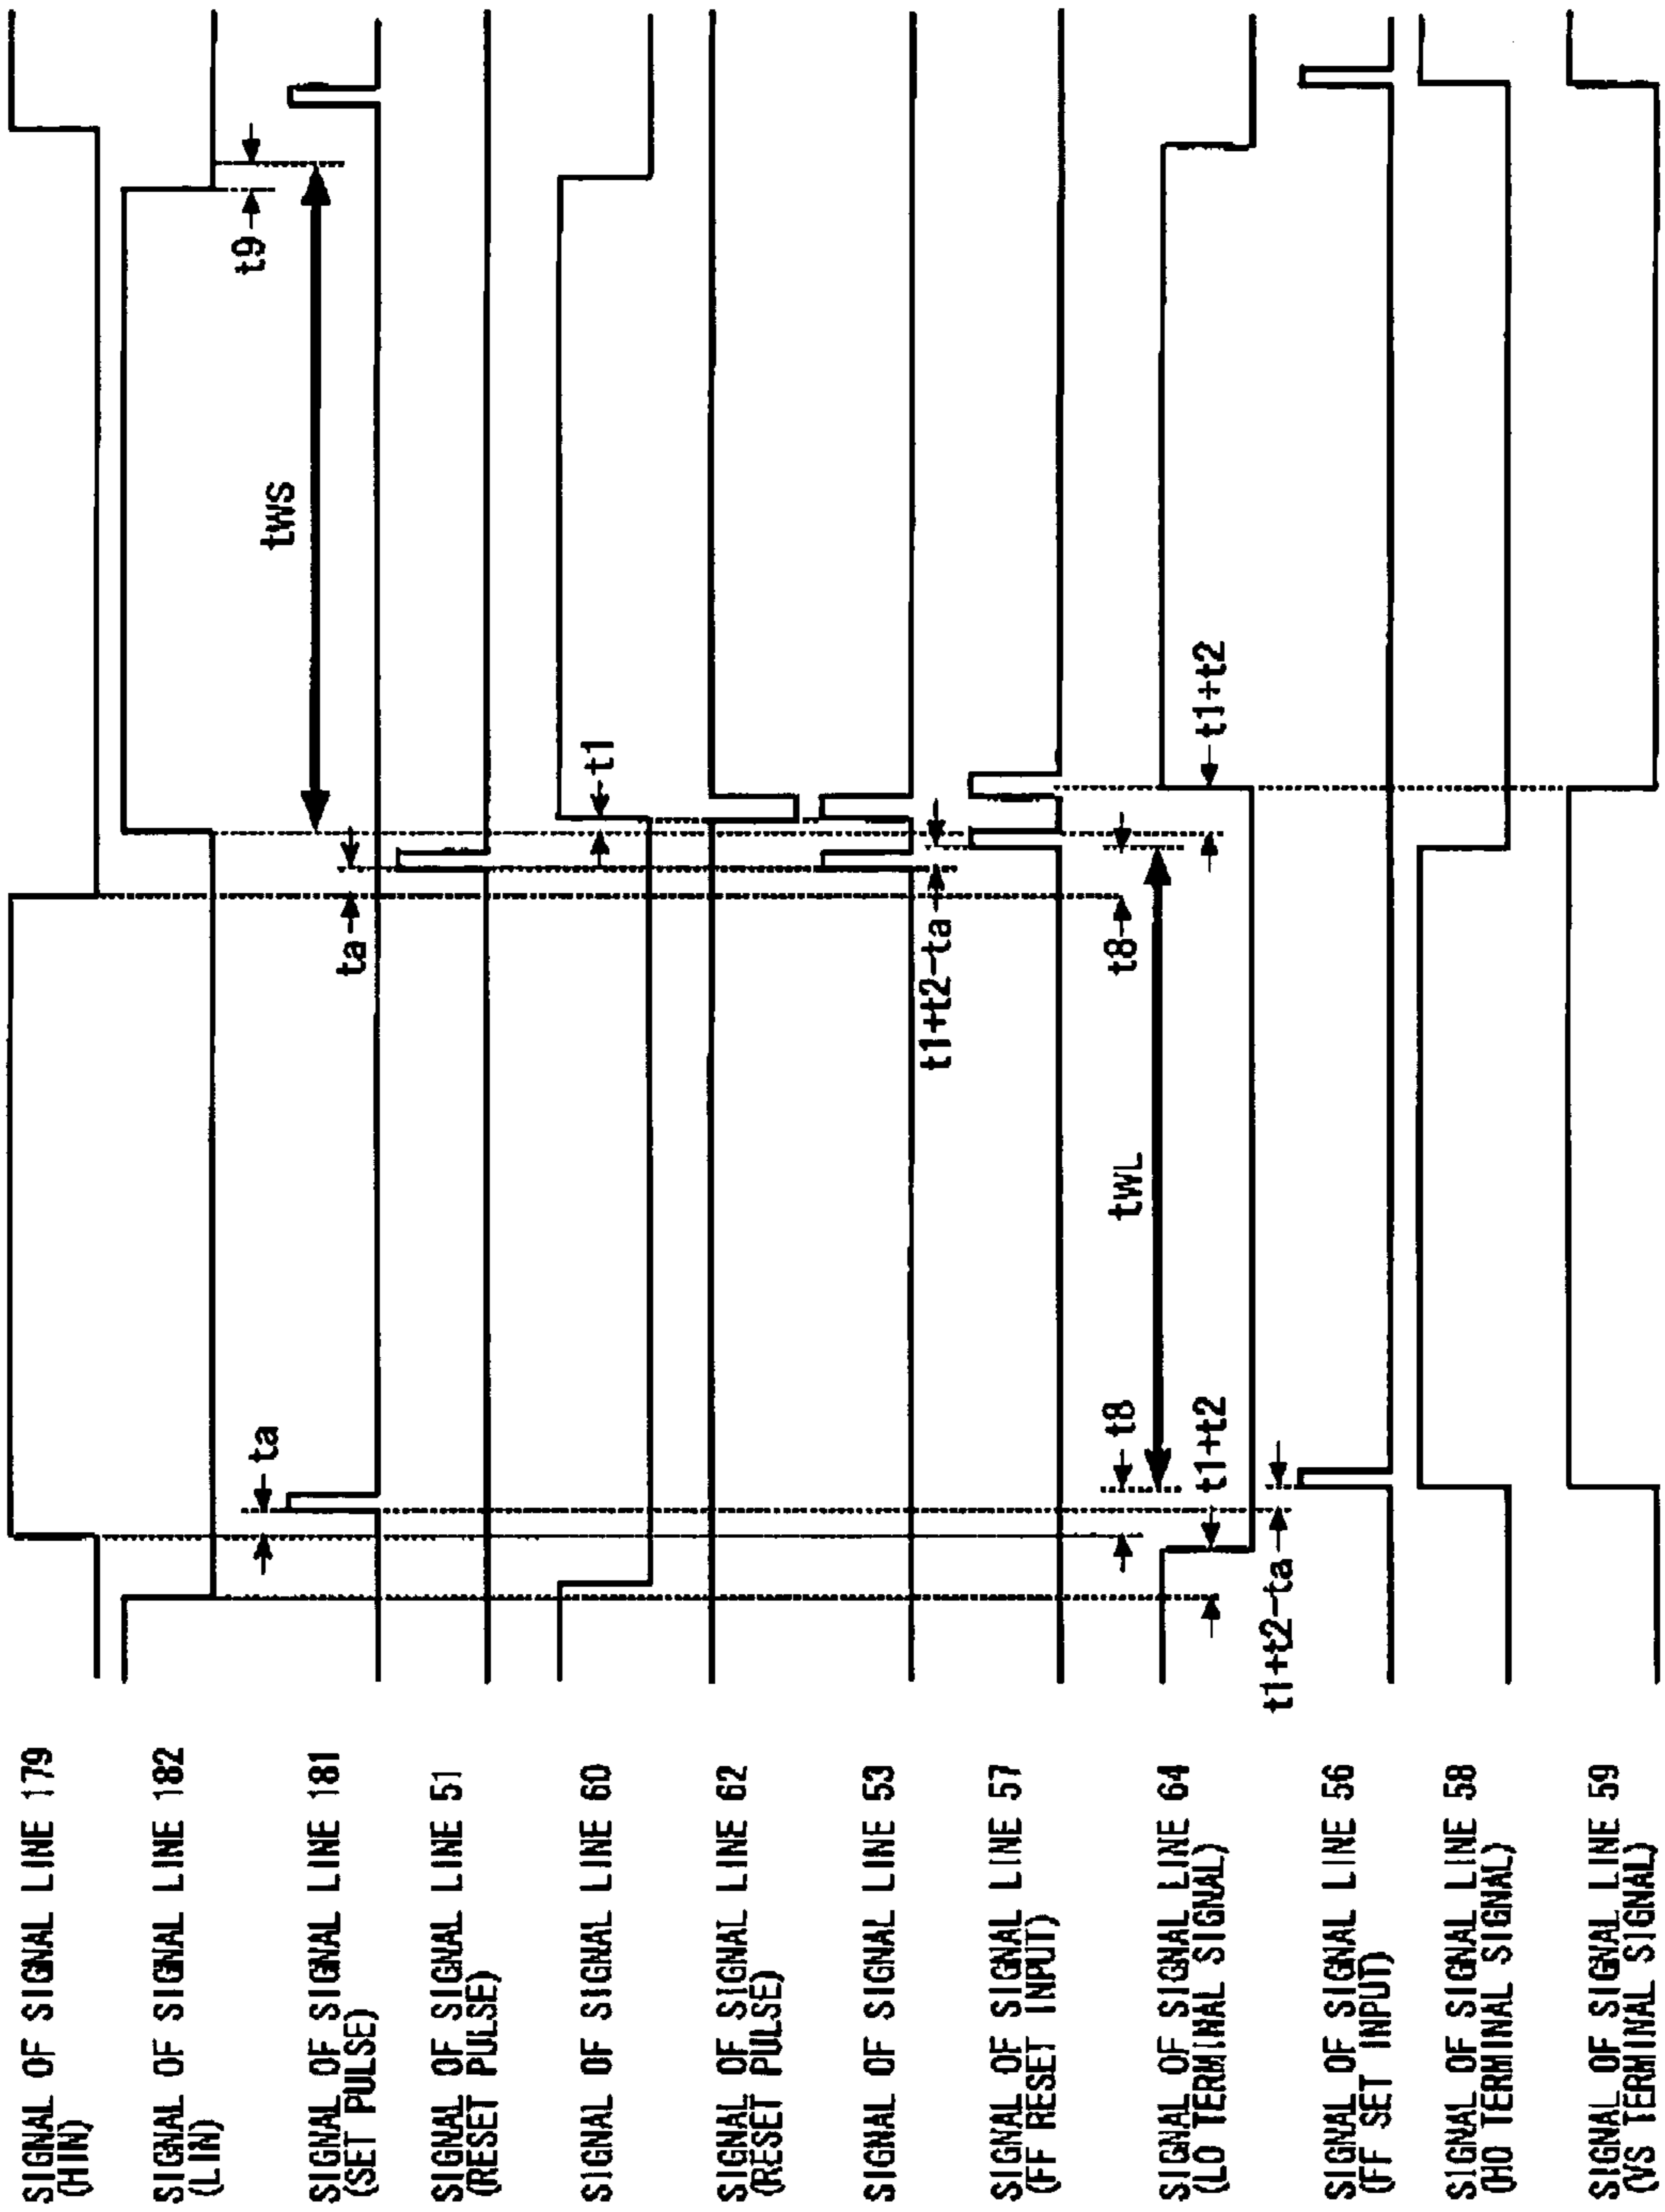 SIGNAL OF SIGNAL LINE 179
(HIN)
SIGNAL OF SIGNAL LINE 182
(LIN)
SIGNAL OF SIGNAL LINE 181
(SET PULSE)
SIGNAL OF SIGNAL LINE 51
(RESET PULSE)
SIGNAL OF SIGNAL LINE 60
SIGNAL OF SIGNAL LINE 62
(RESET PULSE)
SIGNAL OF SIGNAL LINE 53
SIGNAL OF SIGNAL LINE 57
(FF RESET INPUT)
SIGNAL OF SIGNAL LINE 64
(LO TERMINAL SIGNAL)
SIGNAL OF SIGNAL LINE 56
(FF SET INPUT)
SIGNAL OF SIGNAL LINE 58
(HO TERMINAL SIGNAL)
SIGNAL OF SIGNAL LINE 59
(VS TERMINAL SIGNAL)
t9
tWS
ta
ta
t1
t1+t2-ta
t8
t8
tWL
t1+t2
t1+t2
t1+t2-ta